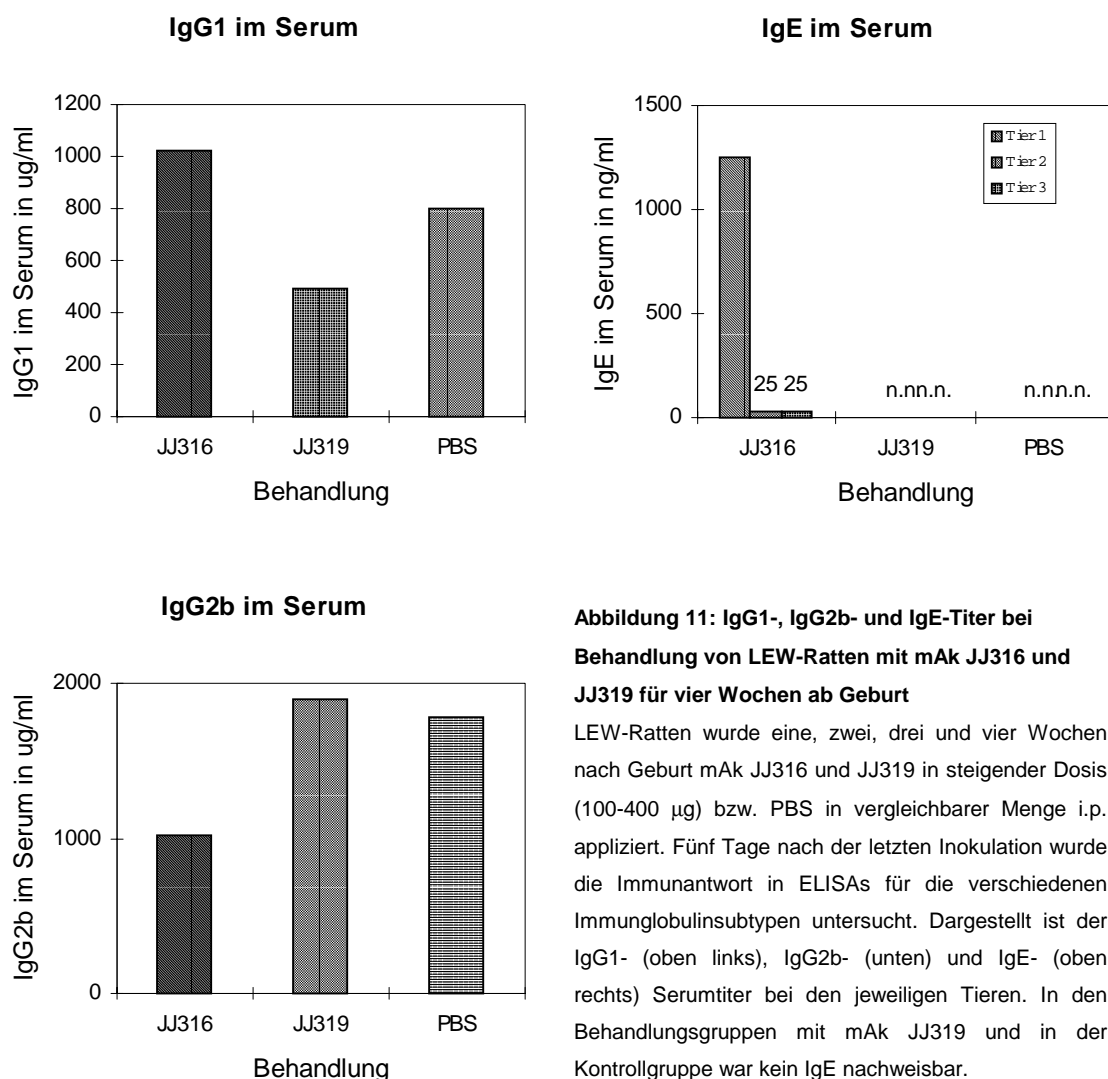 IgG1 im Serum
1200
1000
800
600
400
200
0
IgG1 im Serum in ug/ml
JJ316 JJ319 PBS
Behandlung
IgE im Serum
1500
1000
500
0
IgE im Serum in ng/ml
Tier1
Tier2
Tier3
25 25
n.n.n.n.
n.n.n.n.
JJ316 JJ319 PBS
Behandlung
IgG2b im Serum
2000
1000
0
IgG2b im Serum in ug/ml
JJ316 JJ319 PBS
Behandlung
Abbildung 11: IgG1-, IgG2b- und IgE-Titer bei
Behandlung von LEW-Ratten mit mAk JJ316 und
JJ319 für vier Wochen ab Geburt
LEW-Ratten wurde eine, zwei, drei und vier Wochen
nach Geburt mAk JJ316 und JJ319 in steigender Dosis
(100-400 µg) bzw. PBS in vergleichbarer Menge i.p.
appliziert. Fünf Tage nach der letzten Inokulation wurde
die Immunantwort in ELISAs für die verschiedenen
Immunglobulinsubtypen untersucht. Dargestellt ist der
IgG1- (oben links), IgG2b- (unten) und IgE- (oben
rechts) Serumtiter bei den jeweiligen Tieren. In den
Behandlungsgruppen mit mAk JJ319 und in der
Kontrollgruppe war kein IgE nachweisbar.